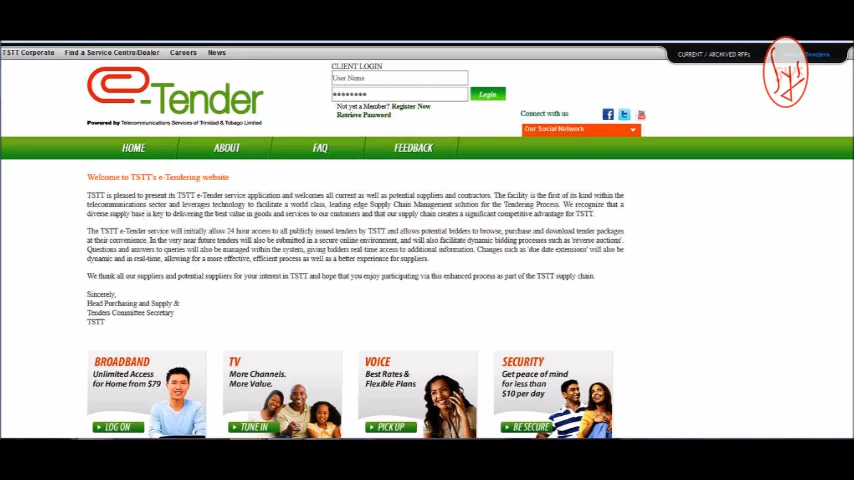 TSTT Corporate Find a Service Centre/Dealer Careers News
CURRENT / ARCHIVED RFPs Tenders
CLIENT LOGIN
User Name
Login
Not yet a Member? Register Now
Retrieve Password
e-Tender
Powered by Telecommunications Services of Trinidad & Tobago Limited
Connect with us
Our Social Network
HOME ABOUT FAQ FEEDBACK
Welcome to TSTT's e-Tendering website
TSTT is pleased to present its TSTT e-Tender service application and welcomes all current as well as potential suppliers and contractors. The facility is the first of its kind within the
telecommunications sector and leverages technology to facilitate a world class, leading edge Supply Chain Management solution for the Tendering Process. We recognize that a
diverse supply base is key to delivering the best value in goods and services to our customers and that our supply chain creates a significant competitive advantage for TSTT.
The TSTT e-Tender service will initially allow 24 hour access to all publicly issued tenders by TSTT and allows potential bidders to browse, purchase and download tender packages
at their convenience. In the very near future tenders will also be submitted in a secure online environment, and will also facilitate dynamic bidding processes such as 'reverse auctions'.
Questions and answers to queries will also be managed within the system, giving bidders real-time access to additional information. Changes such as 'due date extensions' will also be
dynamic and in real-time, allowing for a more effective, efficient process as well as a better experience for suppliers.
We thank all our suppliers and potential suppliers for your interest in TSTT and hope that you enjoy participating via this enhanced process as part of the TSTT supply chain.
Sincerely,
Head Purchasing and Supply &
Tenders Committee Secretary
TSTT
BROADBAND
Unlimited Access
for Home from $79
LOG ON
TV
More Channels.
More Value.
TUNE IN
VOICE
Best Rates &
Flexible Plans
PICK UP
SECURITY
Get peace of mind
for less than
$10 per day
BE SECURE